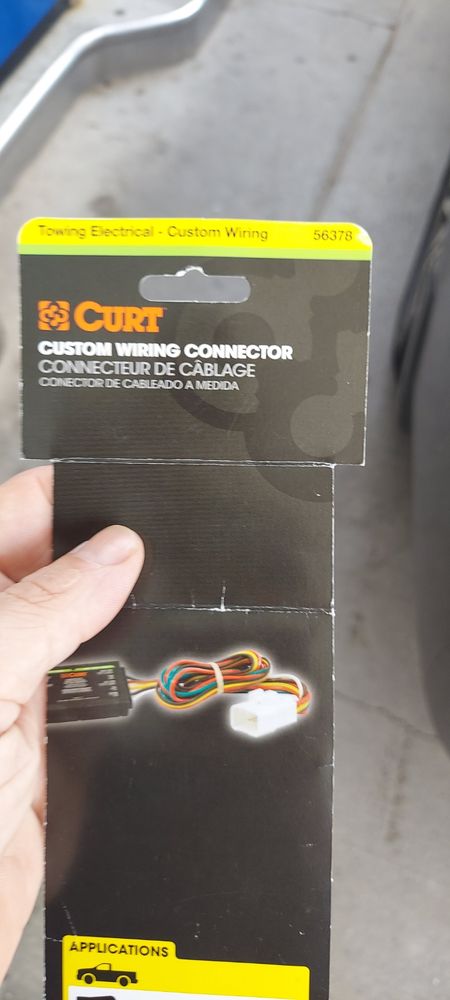 Towing Electrical - Custom Wiring 56378
CURT
CUSTOM WIRING CONNECTOR
CONNECTEUR DE CÂBLAGE
CONECTOR DE CABLEADO A MEDIDA
CURT
APPLICATIONS